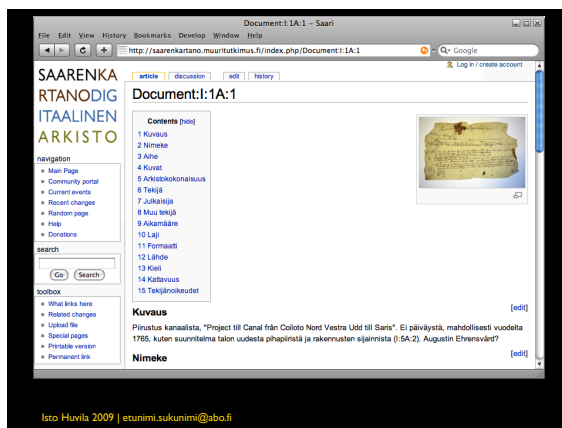 Document:I:1A:1 – Saari
File Edit View History Bookmarks Develop Window Help
http://saarenkartano.muuritutkimus.fi/index.php/Document:I:1A:1
Google
Log in / create account
SAARENKA
RTANODIG
ITAALINEN
ARKISTO
article discussion edit history
Document:I:1A:1
Contents [hide]
1 Kuvaus
2 Nimeke
3 Aihe
4 Kuvat
5 Arkistokokonaisuus
6 Tekijä
7 Julkaisija
8 Muu tekijä
9 Aikamääre
10 Laji
11 Formaatti
12 Lähde
13 Kieli
14 Kattavuus
15 Tekijänoikeudet
navigation
Main Page
Community portal
Current events
Recent changes
Random page
Help
Donations
search
Go Search
toolbox
What links here
Related changes
Upload file
Special pages
Printable version
Permanent link
[edit]
Kuvaus
Piirustus kanaalista, "Project till Canal från Coiloto Nord Vestra Udd till Saris". Ei päiväystä, mahdollisesti vuodelta
1765, kuten suunnitelma talon uudesta pihapiiristä ja rakennusten sijainnista (I:5A:2). Augustin Ehrensvärd?
[edit]
Nimeke
Isto Huvila 2009 | etunimi.sukunimi@abo.fi